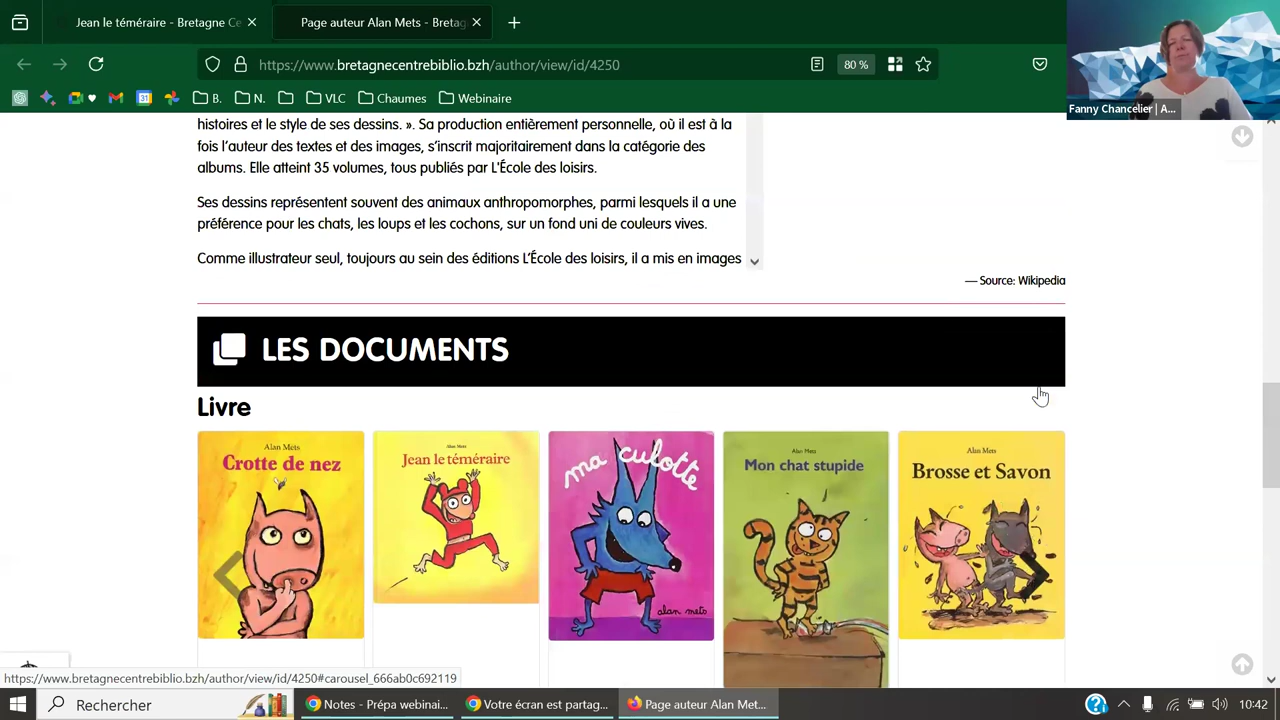 Jean le téméraire - Bretagne Ce
Page auteur Alan Mets - Bretag
https://www.bretagnecentrebiblio.bzh/author/view/id/4250
80 %
B.
N.
VLC
Chaumes
Webinaire
31
Fanny Chancelier | A...
histoires et le style de ses dessins. ». Sa production entièrement personnelle, où il est à la
fois l’auteur des textes et des images, s’inscrit majoritairement dans la catégorie des
albums. Elle atteint 35 volumes, tous publiés par L'École des loisirs.
Ses dessins représentent souvent des animaux anthropomorphes, parmi lesquels il a une
préférence pour les chats, les loups et les cochons, sur un fond uni de couleurs vives.
Comme illustrateur seul, toujours au sein des éditions L’École des loisirs, il a mis en images
— Source: Wikipedia
LES DOCUMENTS
Livre
Alan Mets
Crotte de nez
Alan Mets
Jean le téméraire
ma culotte
alan mets
Alan Mets
Mon chat stupide
Alan Mets
Brosse et Savon
https://www.bretagnecentrebiblio.bzh/author/view/id/4250#carousel_666ab0c692119
Rechercher
Notes - Prépa webinai...
Votre écran est partag...
Page auteur Alan Met...
10:42